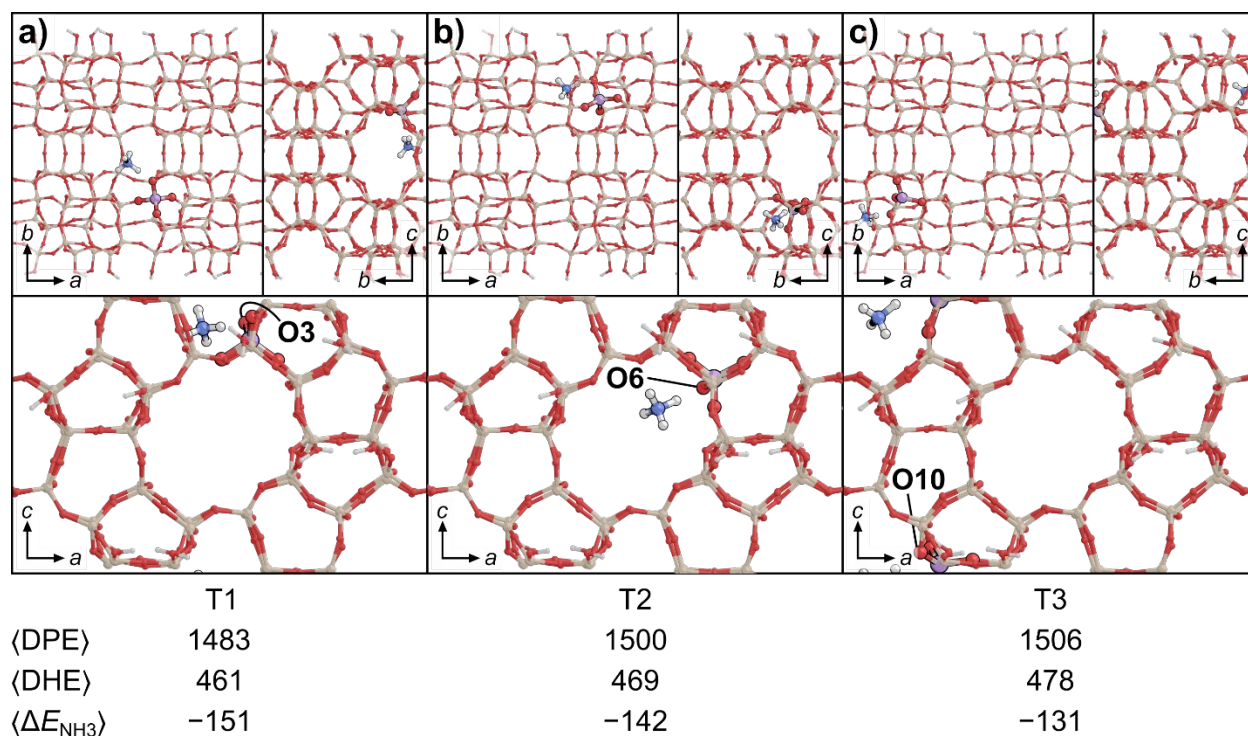 a)
b
a
c
b
b)
b
a
c
b
c)
b
a
c
b
O3
c
a
O6
c
a
O10
c
a
T1 T2 T3
⟨DPE⟩ 1483 1500 1506
⟨DHE⟩ 461 469 478
⟨ΔE_NH3⟩ −151 −142 −131